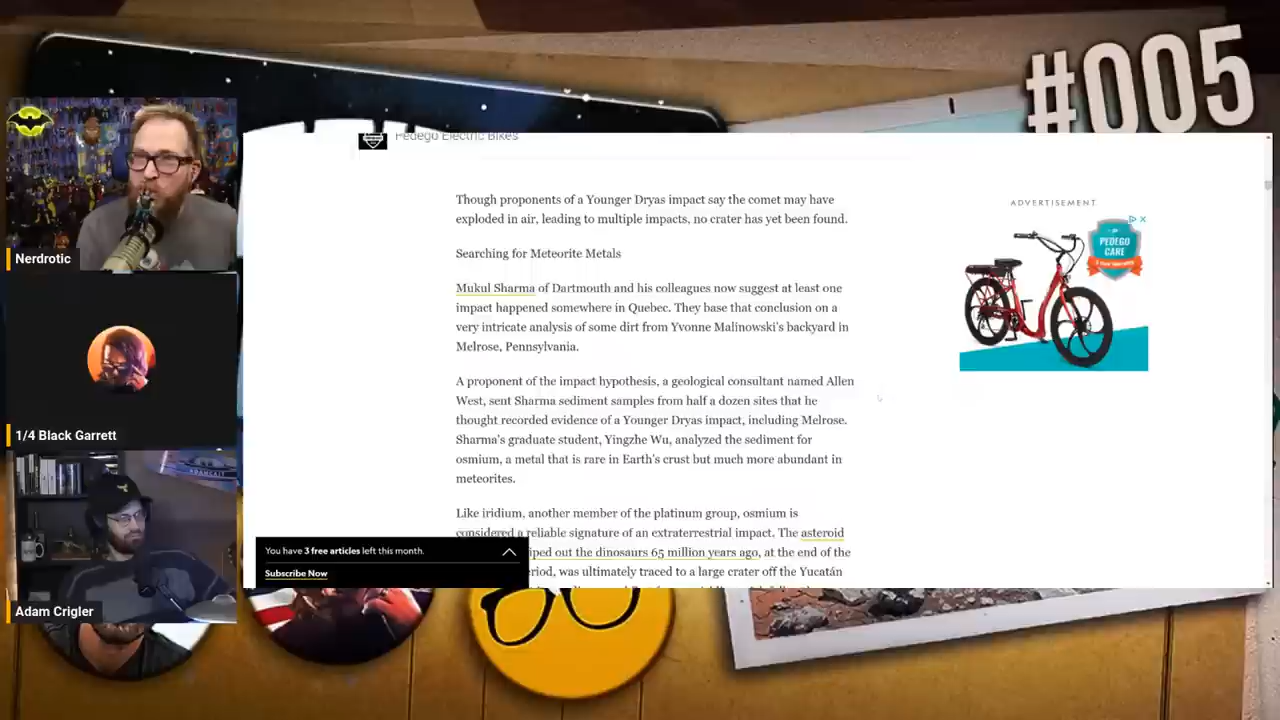 #005
Pedego Electric Bikes
Nerdrotic
1/4 Black Garrett
Adam Crigler
Though proponents of a Younger Dryas impact say the comet may have
exploded in air, leading to multiple impacts, no crater has yet been found.
Searching for Meteorite Metals
Mukul Sharma of Dartmouth and his colleagues now suggest at least one
impact happened somewhere in Quebec. They base that conclusion on a
very intricate analysis of some dirt from Yvonne Malinowski's backyard in
Melrose, Pennsylvania.
A proponent of the impact hypothesis, a geological consultant named Allen
West, sent Sharma sediment samples from half a dozen sites that he
thought recorded evidence of a Younger Dryas impact, including Melrose.
Sharma's graduate student, Yingzhe Wu, analyzed the sediment for
osmium, a metal that is rare in Earth's crust but much more abundant in
meteorites.
Like iridium, another member of the platinum group, osmium is
considered a reliable signature of an extraterrestrial impact. The asteroid
iped out the dinosaurs 65 million years ago, at the end of the
eriod, was ultimately traced to a large crater off the Yucatán
You have 3 free articles left this month.
Subscribe Now
ADVERTISEMENT
PEDEGO
CARE